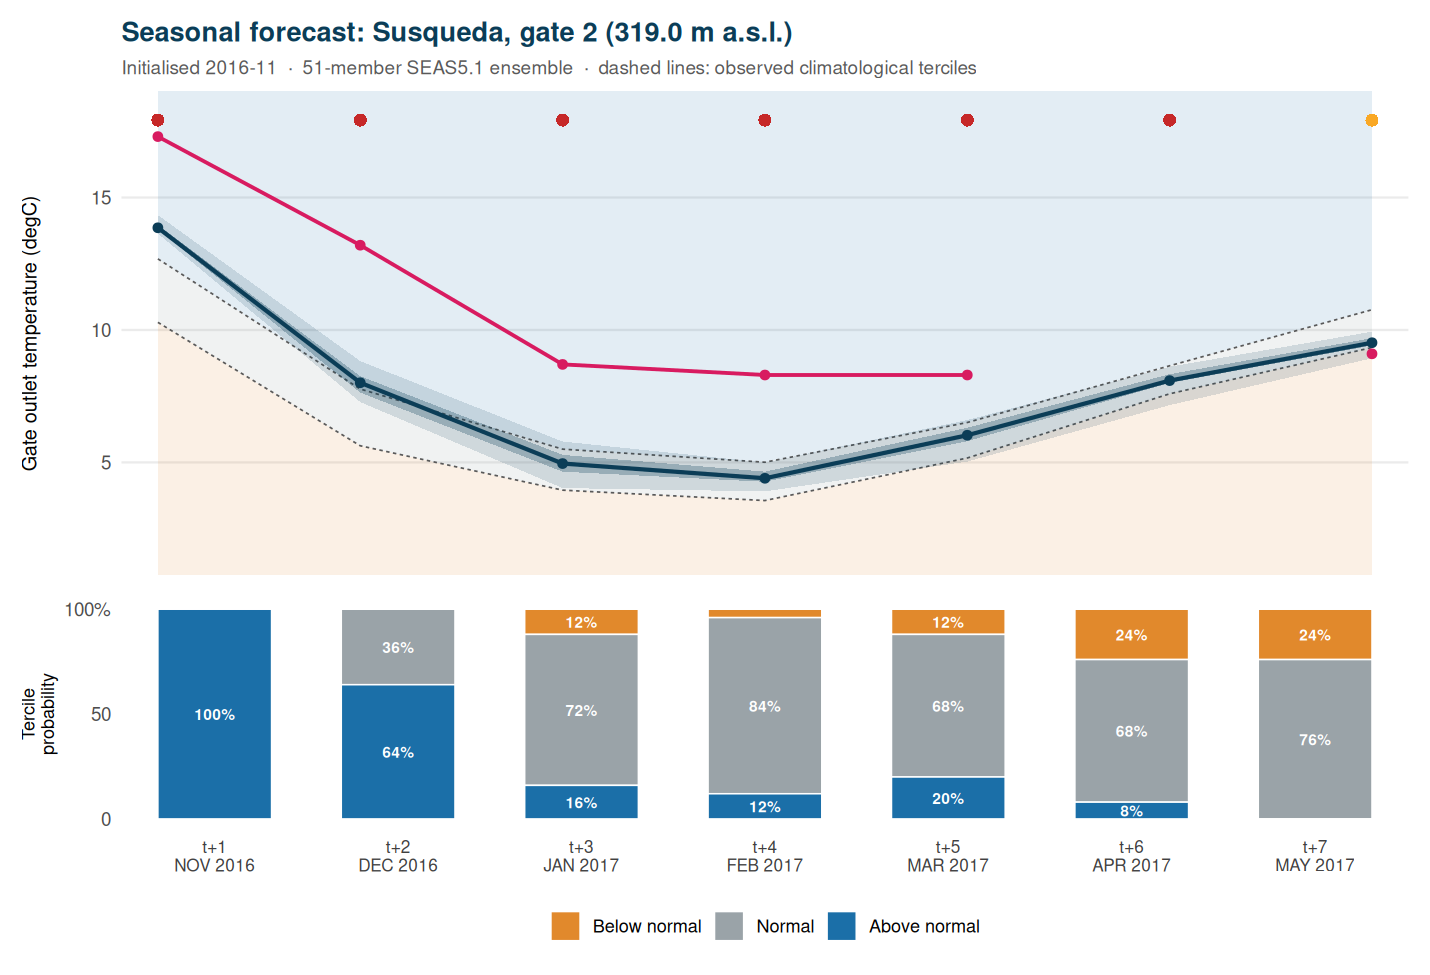 Seasonal forecast: Susqueda, gate 2 (319.0 m a.s.l.)
Initialised 2016-11 · 51-member SEAS5.1 ensemble · dashed lines: observed climatological terciles
Gate outlet temperature (degC)
15
10
5
Tercile
probability
100%
50
0
100%
36%
64%
12%
72%
16%
84%
12%
12%
68%
20%
24%
68%
8%
24%
76%
t+1
NOV 2016
t+2
DEC 2016
t+3
JAN 2017
t+4
FEB 2017
t+5
MAR 2017
t+6
APR 2017
t+7
MAY 2017
Below normal
Normal
Above normal